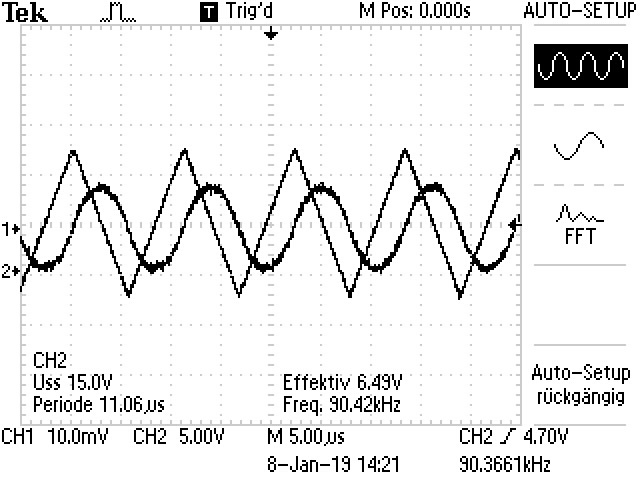 Tek T Trig'd M Pos: 0.000s AUTO-SETUP
1
2
FFT
CH2
Uss 15.0V Effektiv 6.49V
Periode 11.06µs Freq. 90.42kHz
Auto-Setup
rückgängig
CH1 10.0mV CH2 5.00V M 5.00µs CH2 4.70V
8-Jan-19 14:21 90.3661kHz